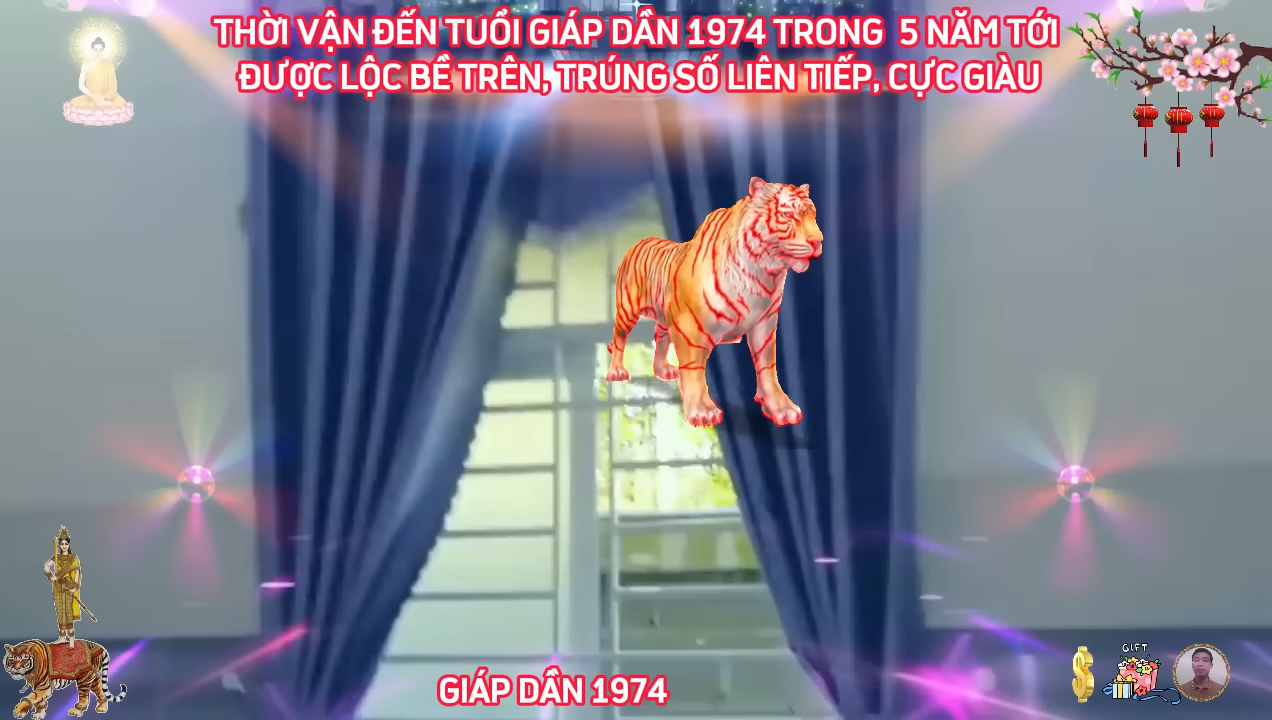 THỜI VẬN ĐẾN TUỔI GIÁP DẦN 1974 TRONG 5 NĂM TỚI
ĐƯỢC LỘC BỀ TRÊN, TRÚNG SỐ LIÊN TIẾP, CỰC GIÀU
GIFT
GIÁP DẦN 1974